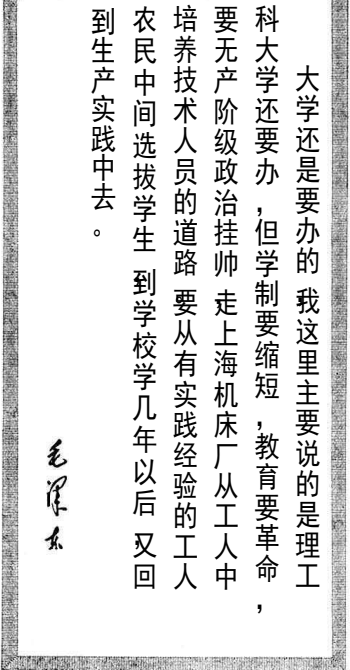 大学还是要办的,我这里主要说的是理工
科大学还要办,但学制要缩短,教育要革命,
要无产阶级政治挂帅,走上海机床厂从工人中
培养技术人员的道路。要从有实践经验的工人
农民中间选拔学生,到学校学几年以后,又回
到生产实践中去。
毛泽东